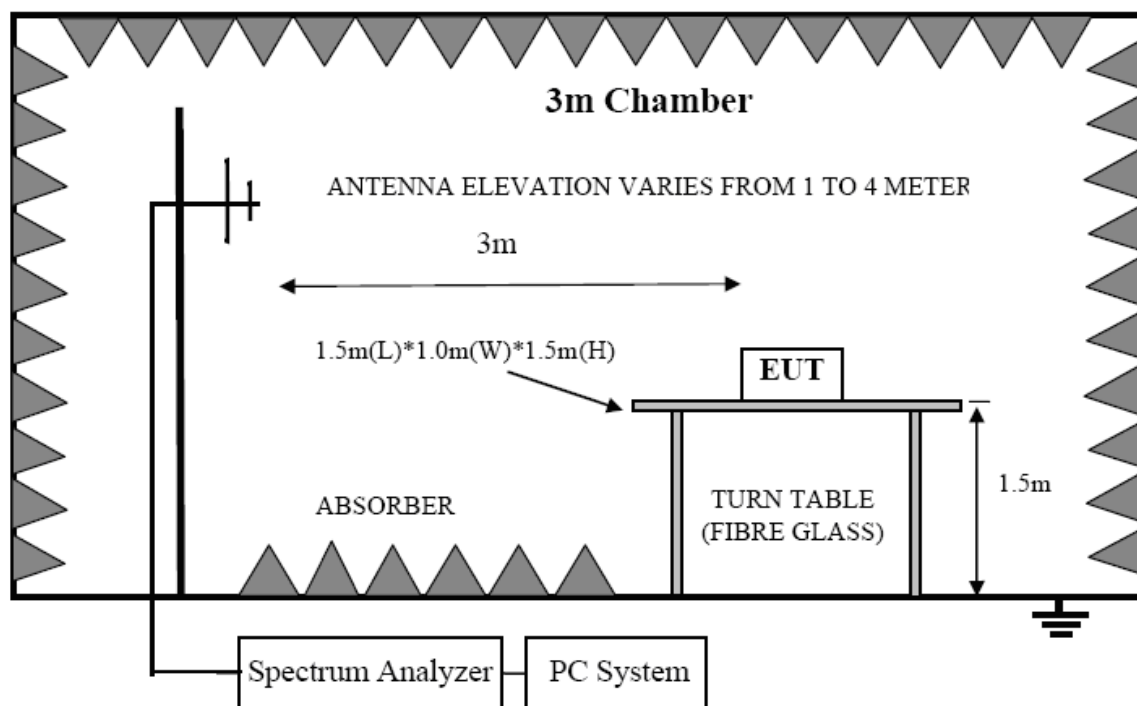 3m Chamber
ANTENNA ELEVATION VARIES FROM 1 TO 4 METER
3m
1.5m(L)*1.0m(W)*1.5m(H)
EUT
1.5m
ABSORBER
TURN TABLE
(FIBRE GLASS)
Spectrum Analyzer
PC System